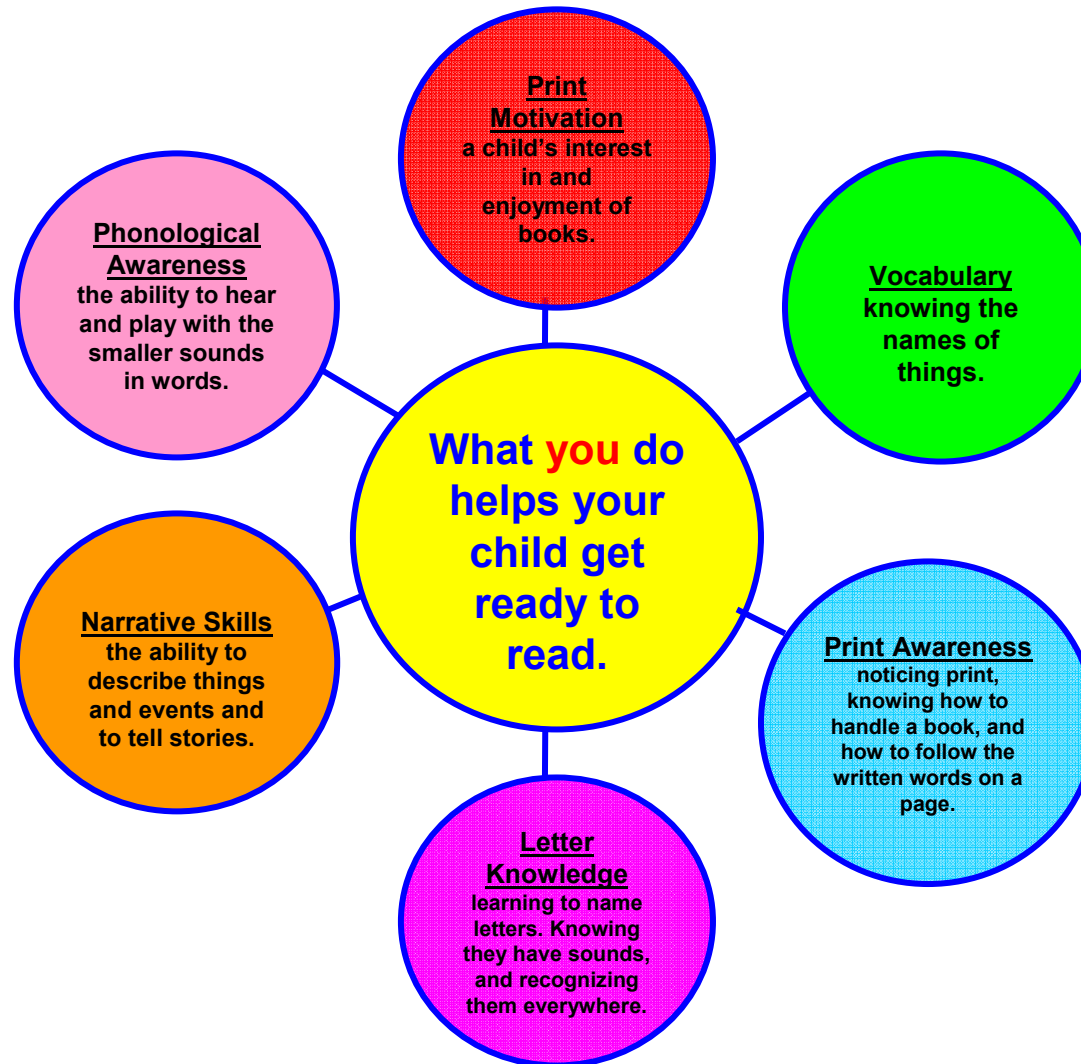 Print
Motivation
a child's interest
in and
enjoyment of
books.
Vocabulary
knowing the
names of
things.
Print Awareness
noticing print,
knowing how to
handle a book, and
how to follow the
written words on a
page.
Letter
Knowledge
learning to name
letters. Knowing
they have sounds,
and recognizing
them everywhere.
Narrative Skills
the ability to
describe things
and events and
to tell stories.
Phonological
Awareness
the ability to hear
and play with the
smaller sounds
in words.
What you do
helps your
child get
ready to
read.